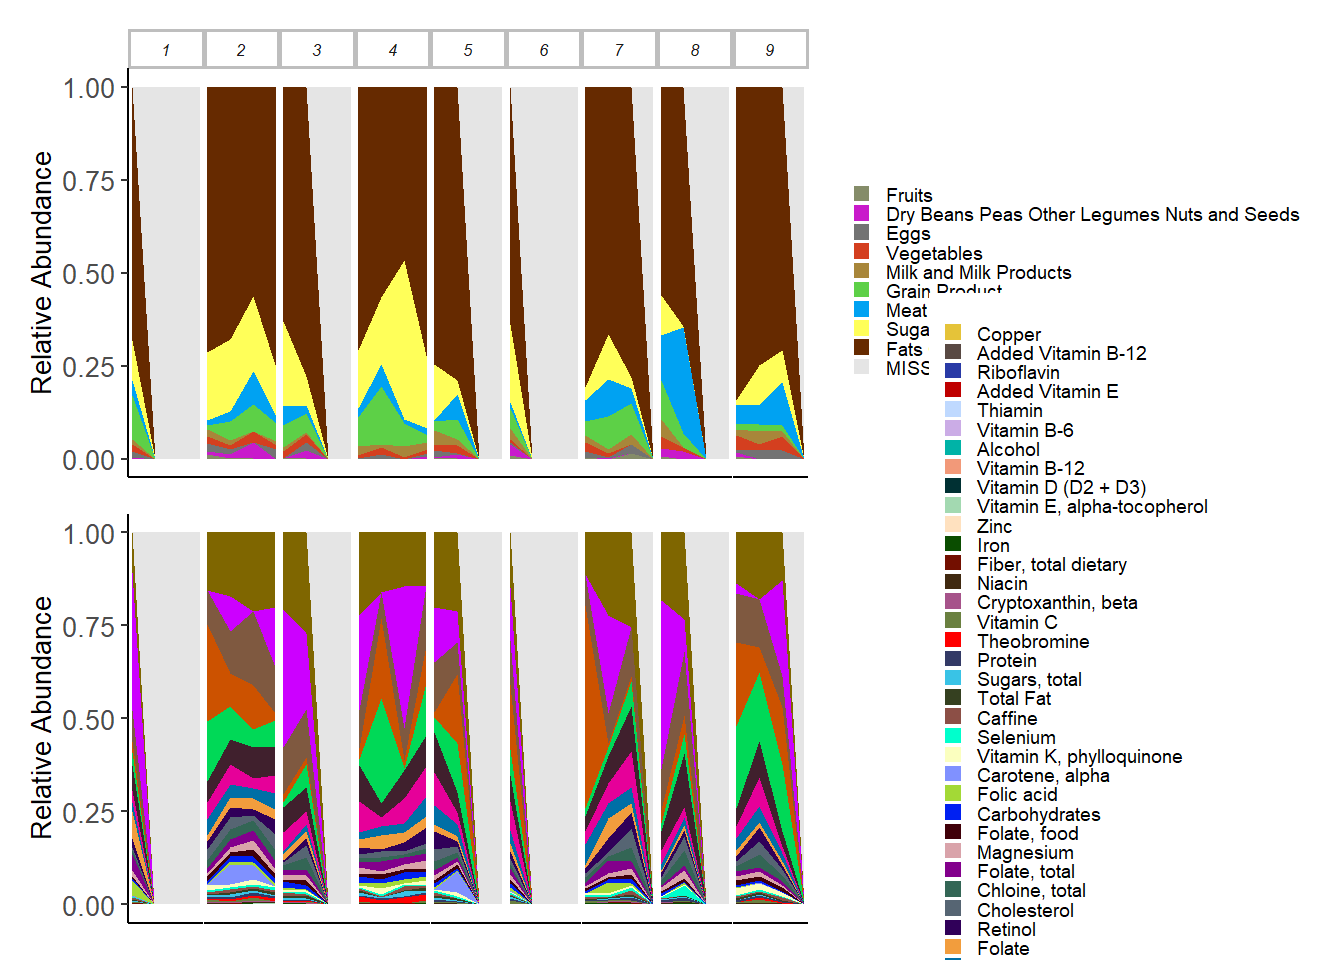 1 2 3 4 5 6 7 8 9
1.00
0.75
0.50
0.25
0.00
Relative Abundance
Fruits
Dry Beans Peas Other Legumes Nuts and Seeds
Eggs
Vegetables
Milk and Milk Products
Grain Product
Meat
Suga
Fats
MISS
1.00
0.75
0.50
0.25
0.00
Relative Abundance
Copper
Added Vitamin B-12
Riboflavin
Added Vitamin E
Thiamin
Vitamin B-6
Alcohol
Vitamin B-12
Vitamin D (D2 + D3)
Vitamin E, alpha-tocopherol
Zinc
Iron
Fiber, total dietary
Niacin
Cryptoxanthin, beta
Vitamin C
Theobromine
Protein
Sugars, total
Total Fat
Caffine
Selenium
Vitamin K, phylloquinone
Carotene, alpha
Folic acid
Carbohydrates
Folate, food
Magnesium
Folate, total
Chloine, total
Cholesterol
Retinol
Folate